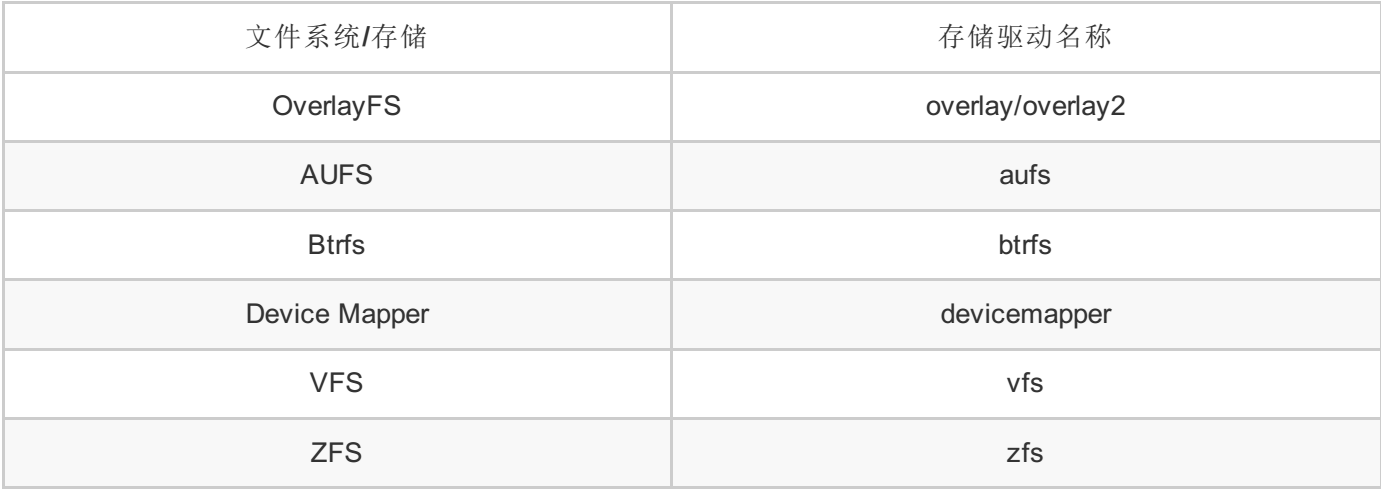 文件系统/存储 存储驱动名称
OverlayFS overlay/overlay2
AUFS aufs
Btrfs btrfs
Device Mapper devicemapper
VFS vfs
ZFS zfs